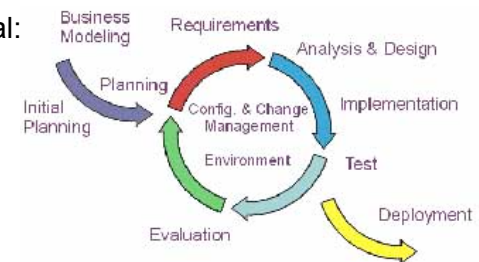 al:
Business
Modeling
Requirements
Analysis & Design
Planning
Initial
Planning
Config. & Change
Management
Implementation
Environment
Test
Deployment
Evaluation